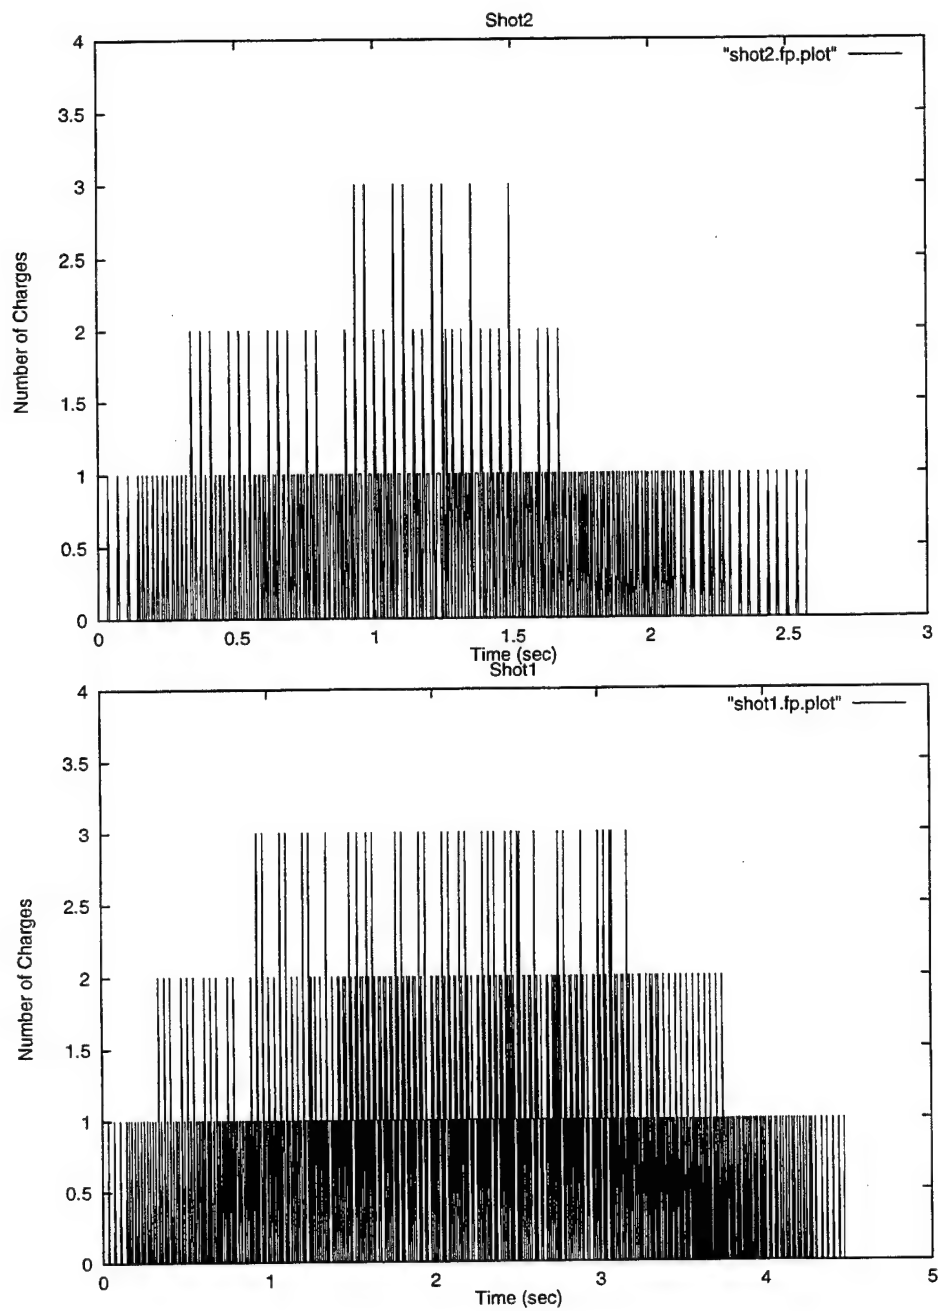 Shot2
"shot2.fp.plot"
4
3.5
3
2.5
2
1.5
1
0.5
0
Number of Charges
0 0.5 1 1.5 2 2.5 3
Time (sec)
Shot1
"shot1.fp.plot"
4
3.5
3
2.5
2
1.5
1
0.5
0
Number of Charges
0 1 2 3 4 5
Time (sec)